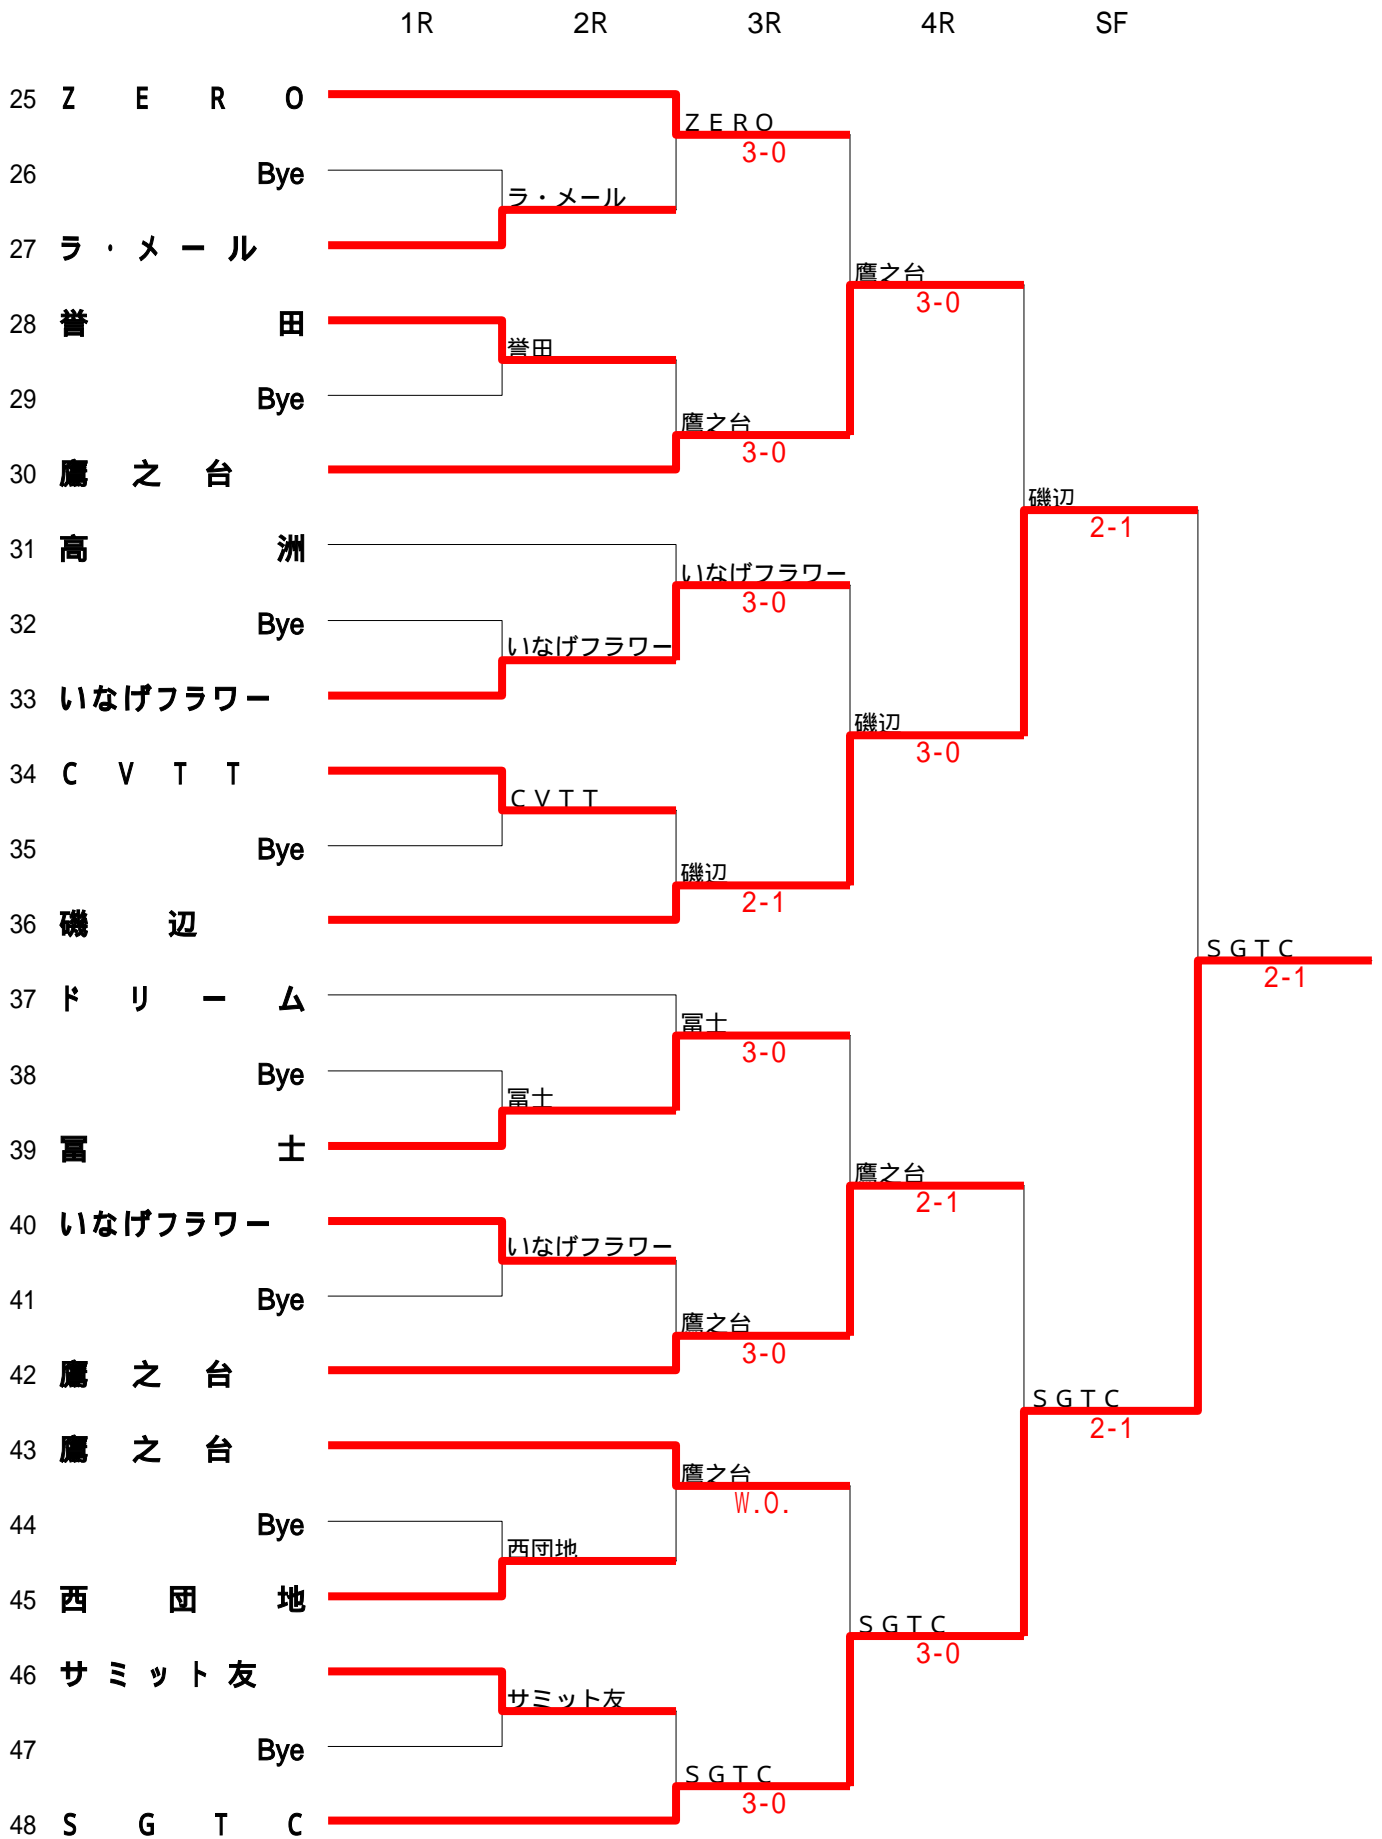 1R 2R 3R 4R SF
25 ＺＥＲＯ
ＺＥＲＯ
3-0
26 Bye
ラ・メール
27 ラ・メール
鷹之台
3-0
28 誉田
誉田
29 Bye
鷹之台
3-0
30 鷹之台
磯辺
2-1
31 高洲
いなげフラワー
3-0
32 Bye
いなげフラワー
33 いなげフラワー
磯辺
3-0
34 ＣＶＴＴ
ＣＶＴＴ
35 Bye
磯辺
2-1
36 磯辺
ＳＧＴＣ
2-1
37 ドリーム
冨士
3-0
38 Bye
冨士
39 冨士
鷹之台
2-1
40 いなげフラワー
いなげフラワー
41 Bye
鷹之台
3-0
42 鷹之台
ＳＧＴＣ
2-1
43 鷹之台
鷹之台
W.O.
44 Bye
西団地
45 西団地
ＳＧＴＣ
3-0
46 サミット友
サミット友
47 Bye
ＳＧＴＣ
3-0
48 ＳＧＴＣ